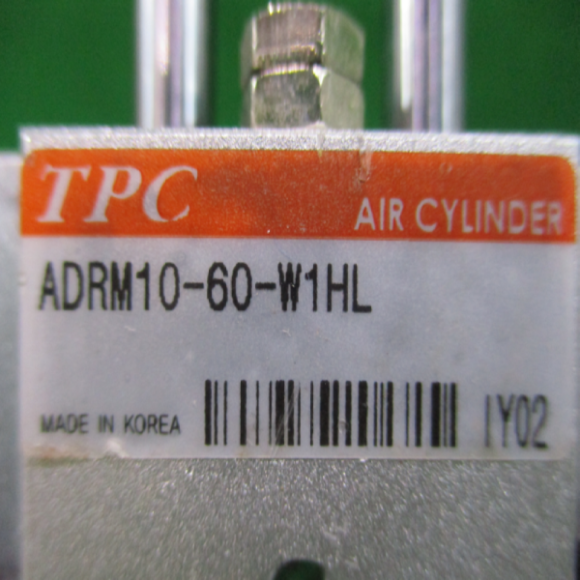 TPC AIR CYLINDER
ADRM10-60-W1HL
MADE IN KOREA IY02